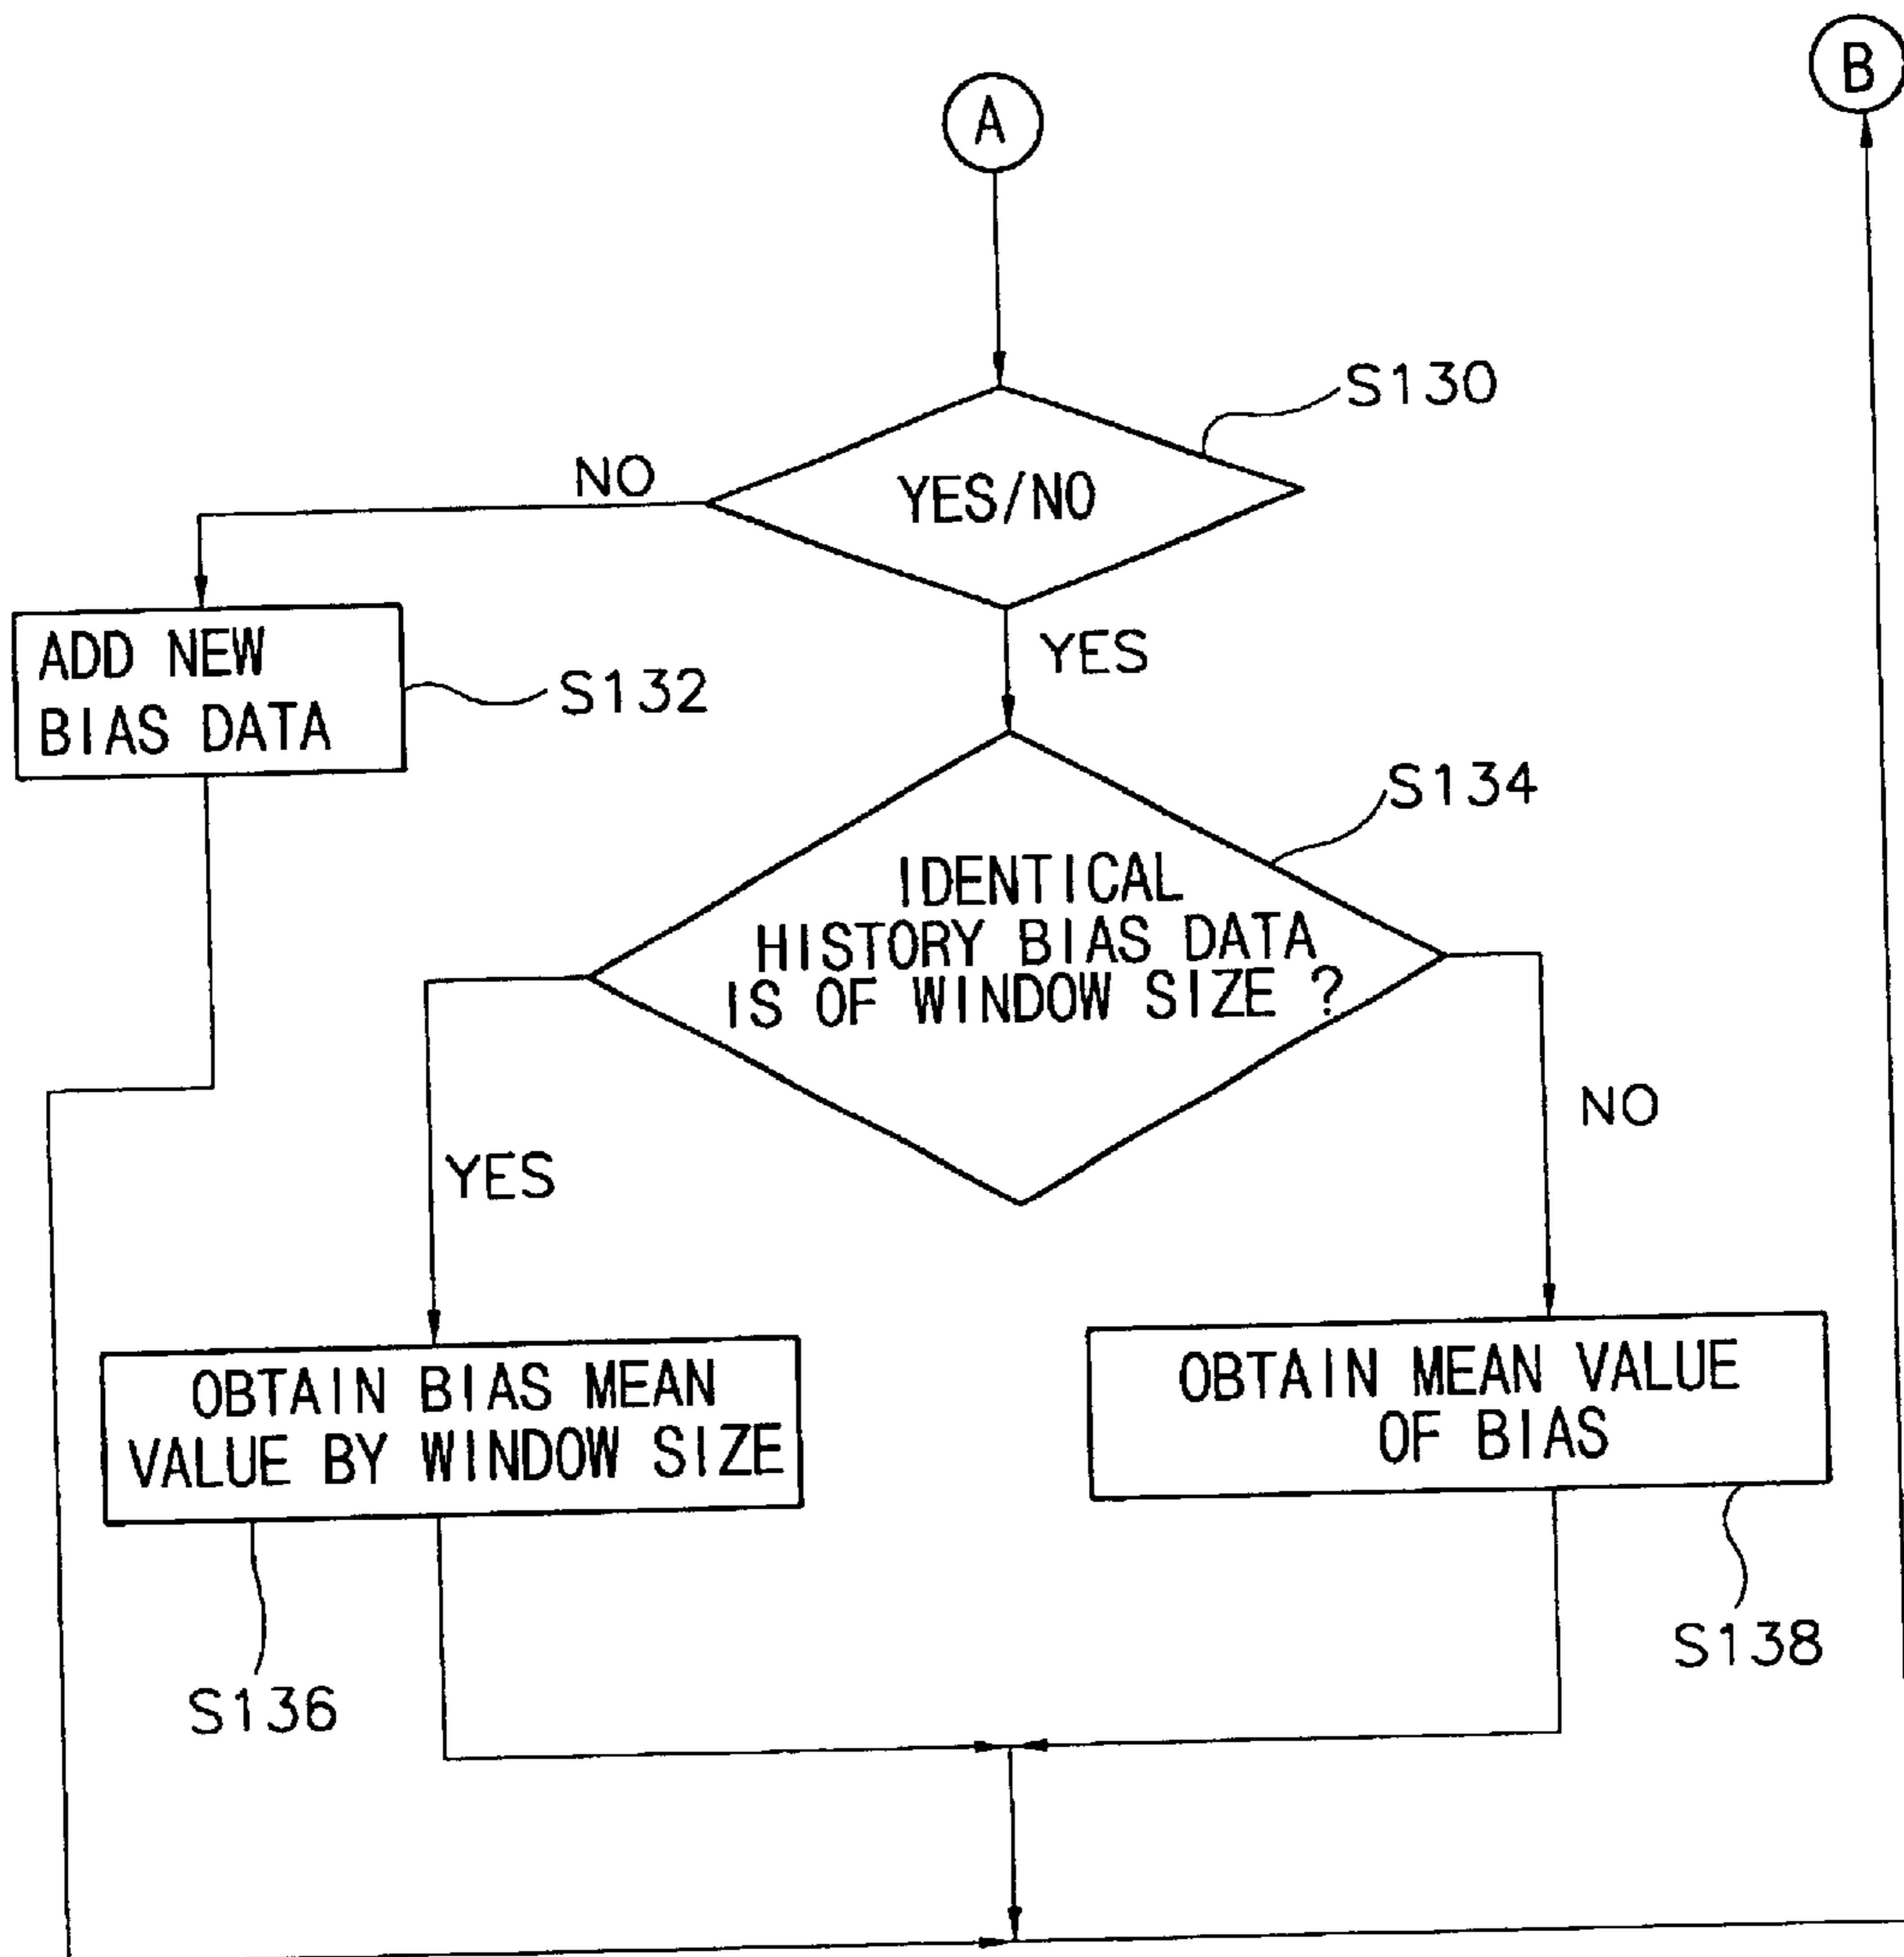 B
A
S130
NO
YES/NO
YES
ADD NEW
BIAS DATA
S132
S134
IDENTICAL
HISTORY BIAS DATA
IS OF WINDOW SIZE ?
NO
YES
OBTAIN BIAS MEAN
VALUE BY WINDOW SIZE
OBTAIN MEAN VALUE
OF BIAS
S136
S138